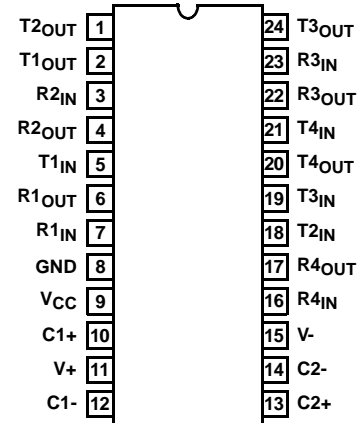 T2OUT 1 24 T3OUT
T1OUT 2 23 R3IN
R2IN 3 22 R3OUT
R2OUT 4 21 T4IN
T1IN 5 20 T4OUT
R1OUT 6 19 T3IN
R1IN 7 18 T2IN
GND 8 17 R4OUT
VCC 9 16 R4IN
C1+ 10 15 V-
V+ 11 14 C2-
C1- 12 13 C2+